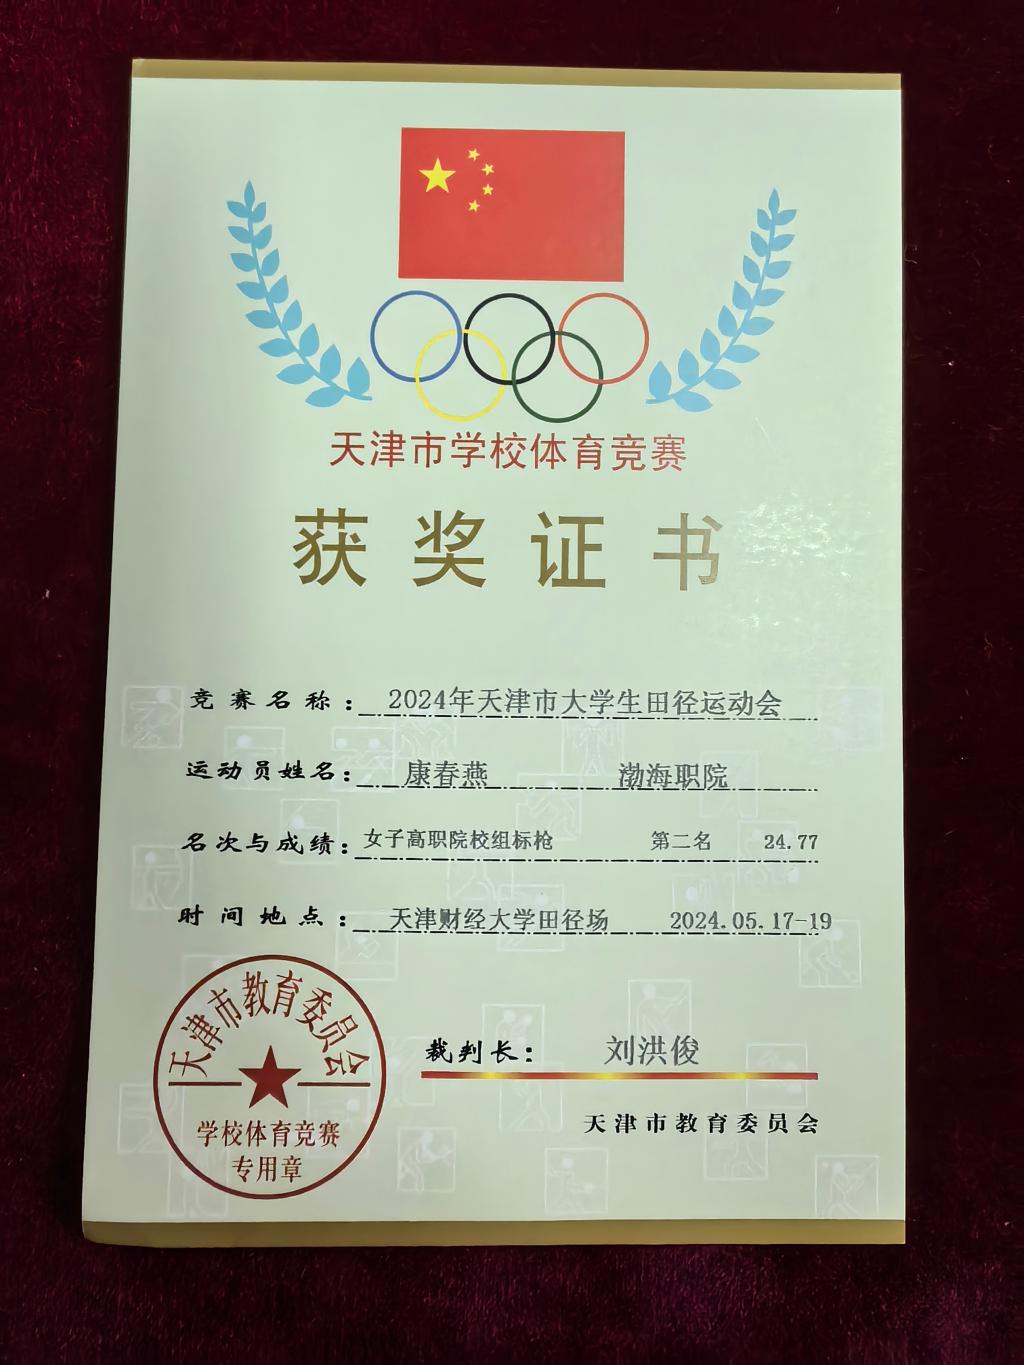 天津市学校体育竞赛
获奖证书
竞赛名称：2024年天津市大学生田径运动会
运动员姓名：康春燕 渤海职院
名次与成绩：女子高职院校组标枪 第二名 24.77
时间地点：天津财经大学田径场 2024.05.17-19
裁判长：刘洪俊
天津市教育委员会
天津市教育委员会
学校体育竞赛
专用章